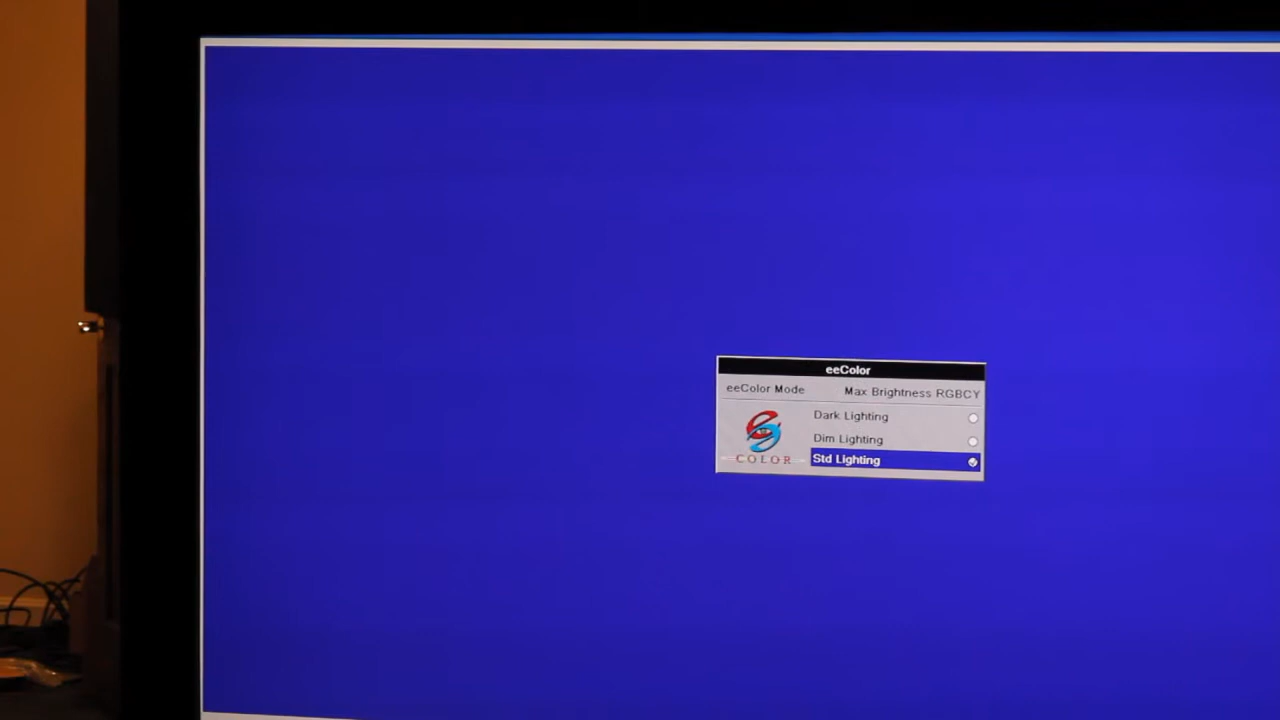 eeColor
eeColor Mode Max Brightness RGBCY
Dark Lighting
Dim Lighting
Std Lighting
COLOR